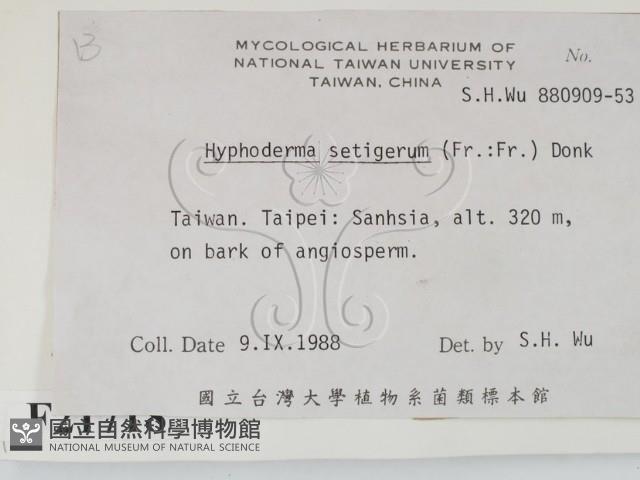 B
MYCOLOGICAL HERBARIUM OF
NATIONAL TAIWAN UNIVERSITY
TAIWAN, CHINA
No.
S.H.Wu 880909-53
Hyphoderma setigerum (Fr.:Fr.) Donk
Taiwan. Taipei: Sanhsia, alt. 320 m,
on bark of angiosperm.
Coll. Date 9.IX.1988
Det. by S.H. Wu
國立台灣大學植物系菌類標本館
國立自然科學博物館
NATIONAL MUSEUM OF NATURAL SCIENCE